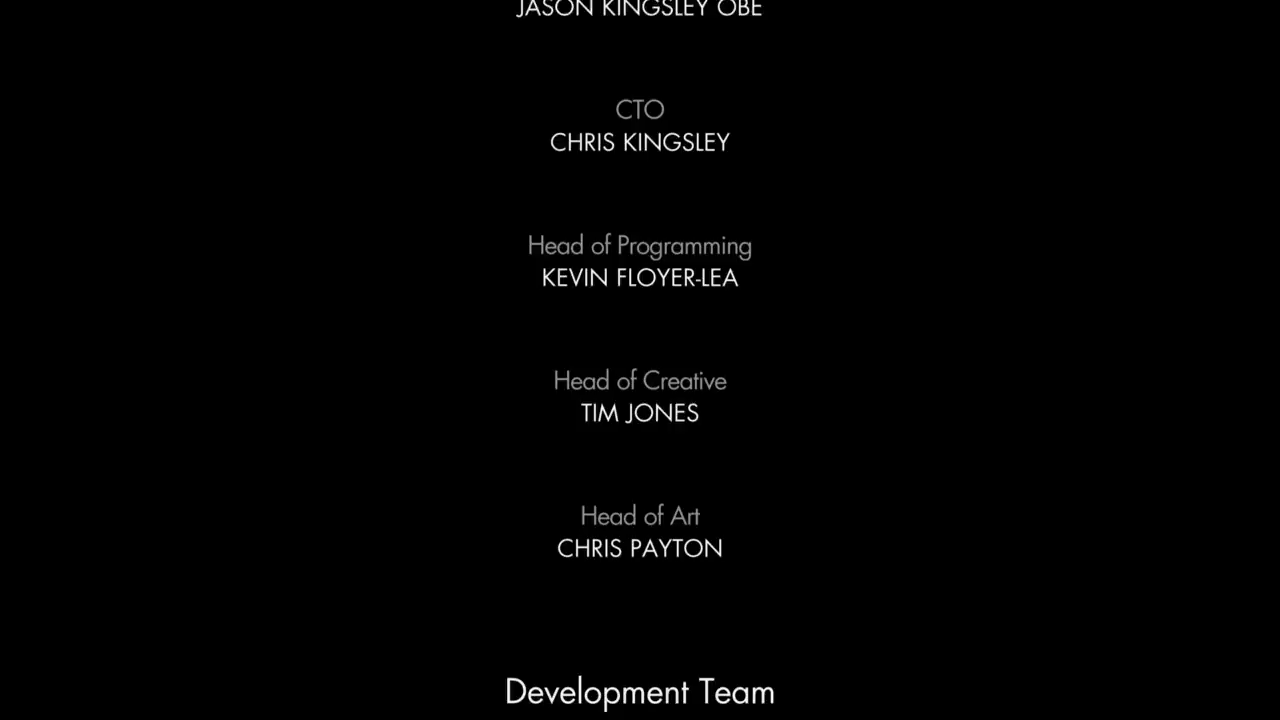 JASON KINGSLEY OBE
CTO
CHRIS KINGSLEY
Head of Programming
KEVIN FLOYER-LEA
Head of Creative
TIM JONES
Head of Art
CHRIS PAYTON
Development Team